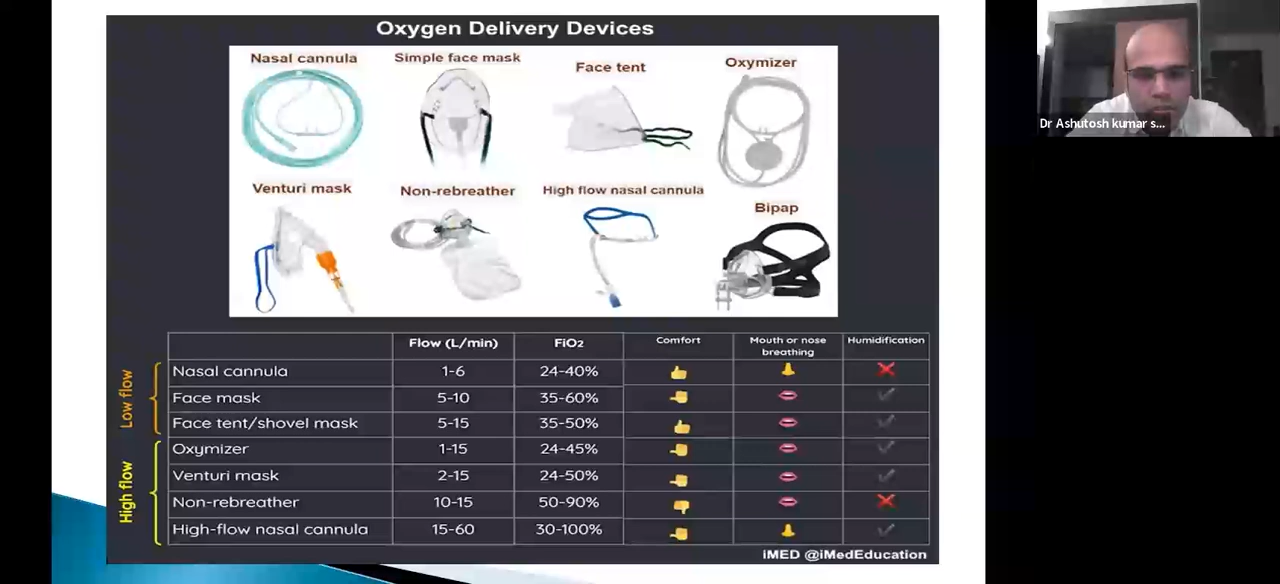 Oxygen Delivery Devices
Nasal cannula
Simple face mask
Face tent
Oxymizer
Venturi mask
Non-rebreather
High flow nasal cannula
Bipap
Flow (L/min) FiO2 Comfort Mouth or nose breathing Humidification
Low flow
Nasal cannula 1-6 24-40%
Face mask 5-10 35-60%
Face tent/shovel mask 5-15 35-50%
High flow
Oxymizer 1-15 24-45%
Venturi mask 2-15 24-50%
Non-rebreather 10-15 50-90%
High-flow nasal cannula 15-60 30-100%
iMED @iMedEducation
Dr Ashutosh kumar s...